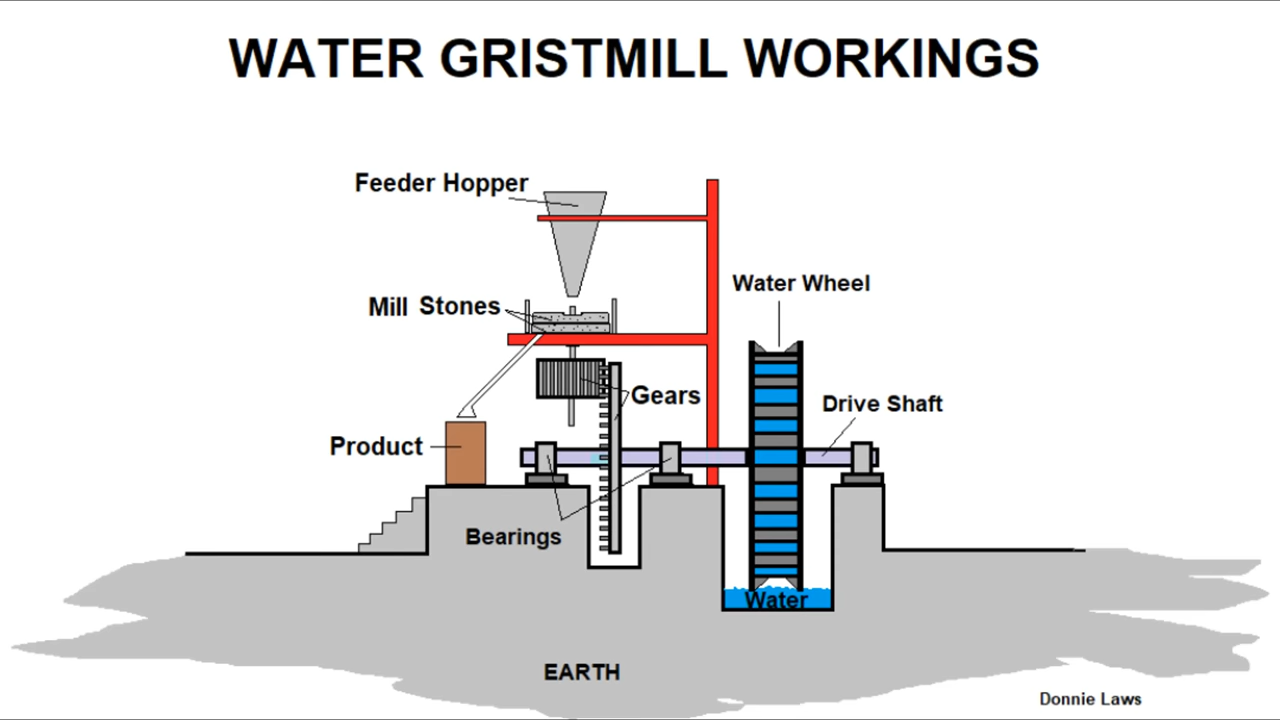 WATER GRISTMILL WORKINGS
Feeder Hopper
Water Wheel
Mill Stones
Gears
Drive Shaft
Product
Bearings
Water
EARTH
Donnie Laws